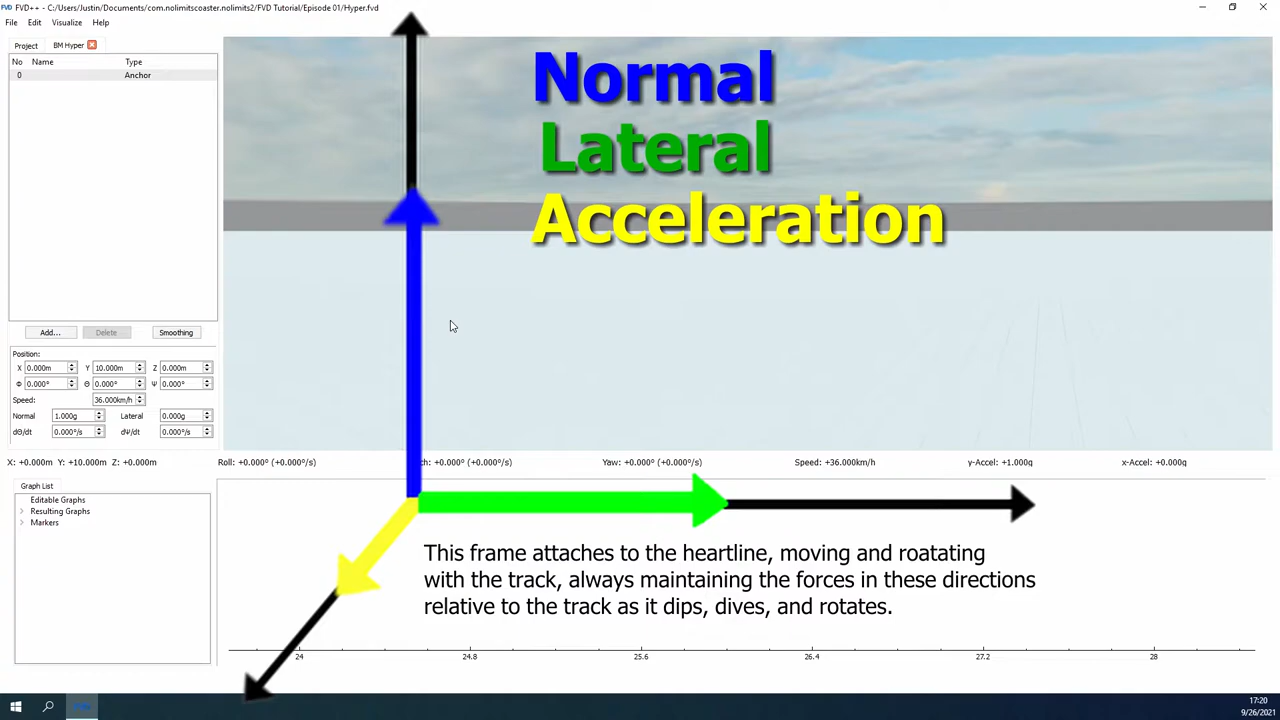 FVD++ - C:/Users/Justin/Documents/com.nolimitscoaster.nolimits2/FVD Tutorial/Episode 01/Hyper.fvd
File Edit Visualize Help
Project BM Hyper
No Name Type
0 Anchor
Add... Delete Smoothing
Position:
X 0.000m Y 10.000m Z 0.000m
Φ 0.000° Θ 0.000° Ψ 0.000°
Speed: 36.000km/h
Normal 1.000g Lateral 0.000g
dΘ/dt 0.000°/s dΨ/dt 0.000°/s
Normal
Lateral
Acceleration
X: +0.000m Y: +10.000m Z: +0.000m Roll: +0.000° (+0.000°/s) ch: +0.000° (+0.000°/s) Yaw: +0.000° (+0.000°/s) Speed: +36.000km/h y-Accel: +1.000g x-Accel: +0.000g
Graph List
Editable Graphs
Resulting Graphs
Markers
This frame attaches to the heartline, moving and roatating
with the track, always maintaining the forces in these directions
relative to the track as it dips, dives, and rotates.
24 24.8 25.6 26.4 27.2 28
17:20
9/26/2021